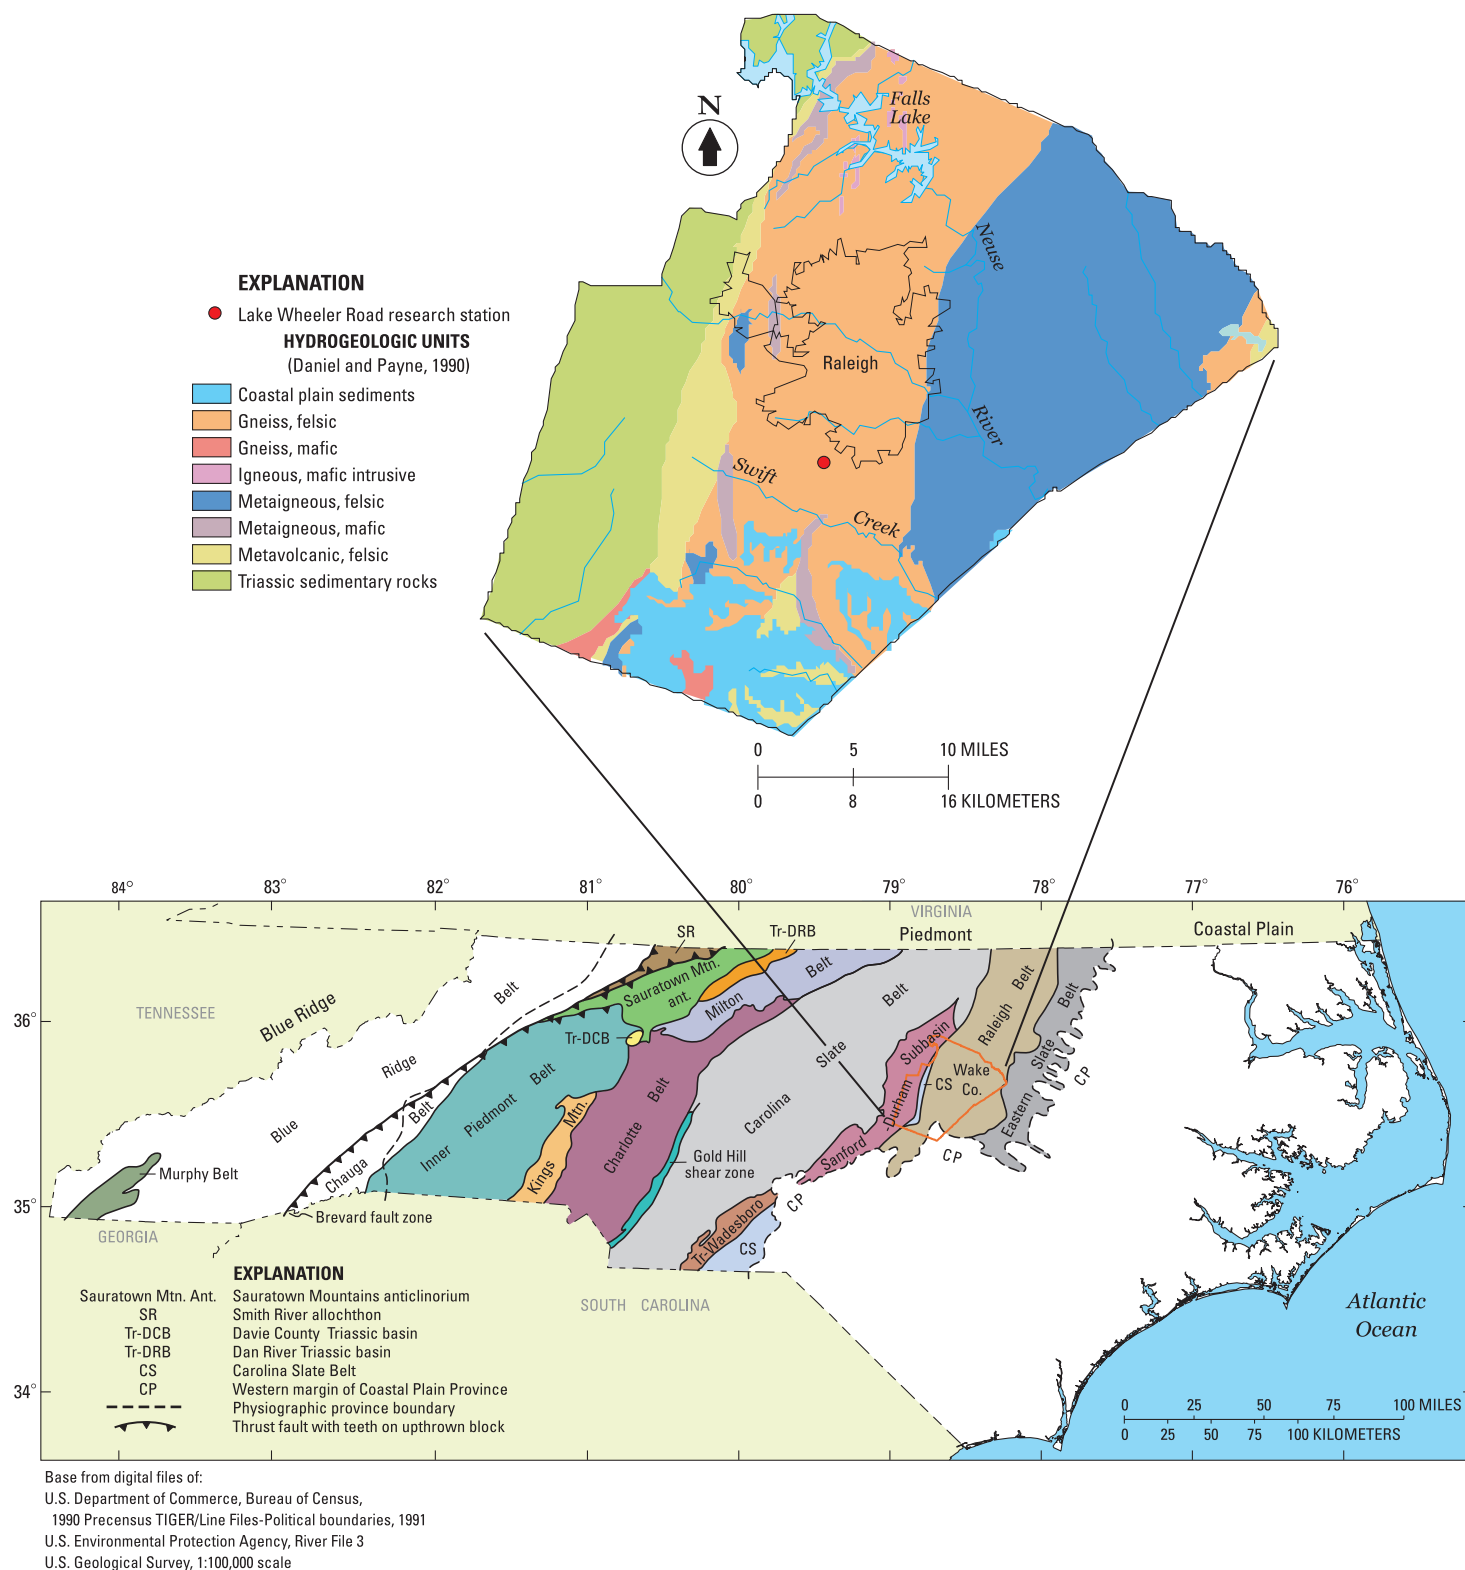 N
Falls
Lake
Neuse
River
Raleigh
Swift
Creek
EXPLANATION
Lake Wheeler Road research station
HYDROGEOLOGIC UNITS
(Daniel and Payne, 1990)
Coastal plain sediments
Gneiss, felsic
Gneiss, mafic
Igneous, mafic intrusive
Metaigneous, felsic
Metaigneous, mafic
Metavolcanic, felsic
Triassic sedimentary rocks
0 5 10 MILES
0 8 16 KILOMETERS
84° 83° 82° 81° 80° 79° 78° 77° 76°
VIRGINIA
Piedmont
Coastal Plain
SR
Tr-DRB
TENNESSEE
Blue Ridge
Belt
Ridge
Blue
Sauratown Mtn.
ant.
Milton
Belt
Belt
Slate
Carolina
Tr-DCB
Belt
Piedmont
Inner
Belt
Chauga
Kings
Mtn.
Belt
Charlotte
Gold Hill
shear zone
Murphy Belt
Brevard fault zone
GEORGIA
Subbasin
Durham
Sanford
CS
Wake
Co.
Belt
Raleigh
Belt
Slate
Eastern
CP
CP
CP
Tr-Wadesboro
CS
36°
35°
34°
SOUTH CAROLINA
Atlantic
Ocean
EXPLANATION
Sauratown Mtn. Ant. Sauratown Mountains anticlinorium
SR Smith River allochthon
Tr-DCB Davie County Triassic basin
Tr-DRB Dan River Triassic basin
CS Carolina Slate Belt
CP Western margin of Coastal Plain Province
Physiographic province boundary
Thrust fault with teeth on upthrown block
0 25 50 75 100 MILES
0 25 50 75 100 KILOMETERS
Base from digital files of:
U.S. Department of Commerce, Bureau of Census,
1990 Precensus TIGER/Line Files-Political boundaries, 1991
U.S. Environmental Protection Agency, River File 3
U.S. Geological Survey, 1:100,000 scale